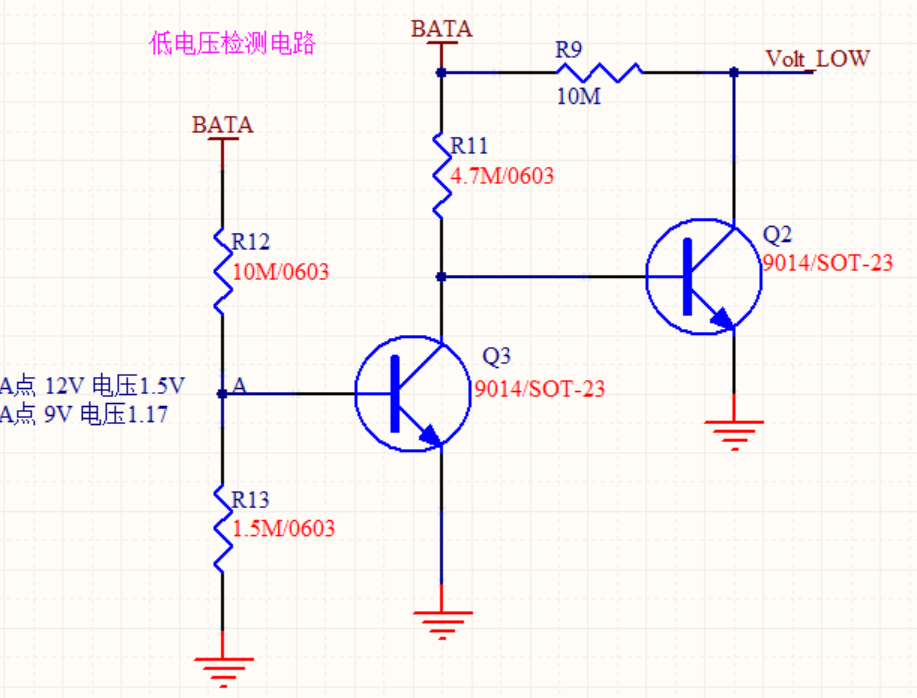 低电压检测电路
BATA
R9
10M
Volt_LOW
BATA
R11
4.7M/0603
R12
10M/0603
Q2
9014/SOT-23
Q3
9014/SOT-23
A点 12V 电压1.5V
A
A点 9V 电压1.17
R13
1.5M/0603